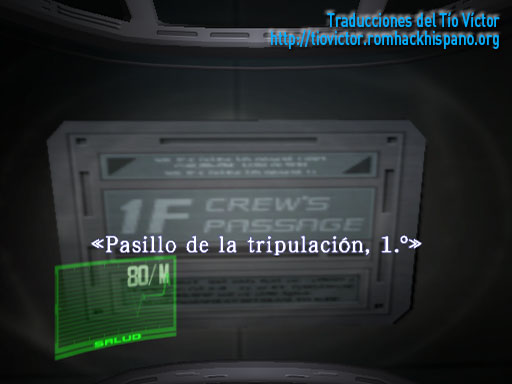 Traducciones del Tío Víctor
http://tiovictor.romhackhispano.org
1F CREW'S
PASSAGE
«Pasillo de la tripulación, 1.º»
80/M
SALUD